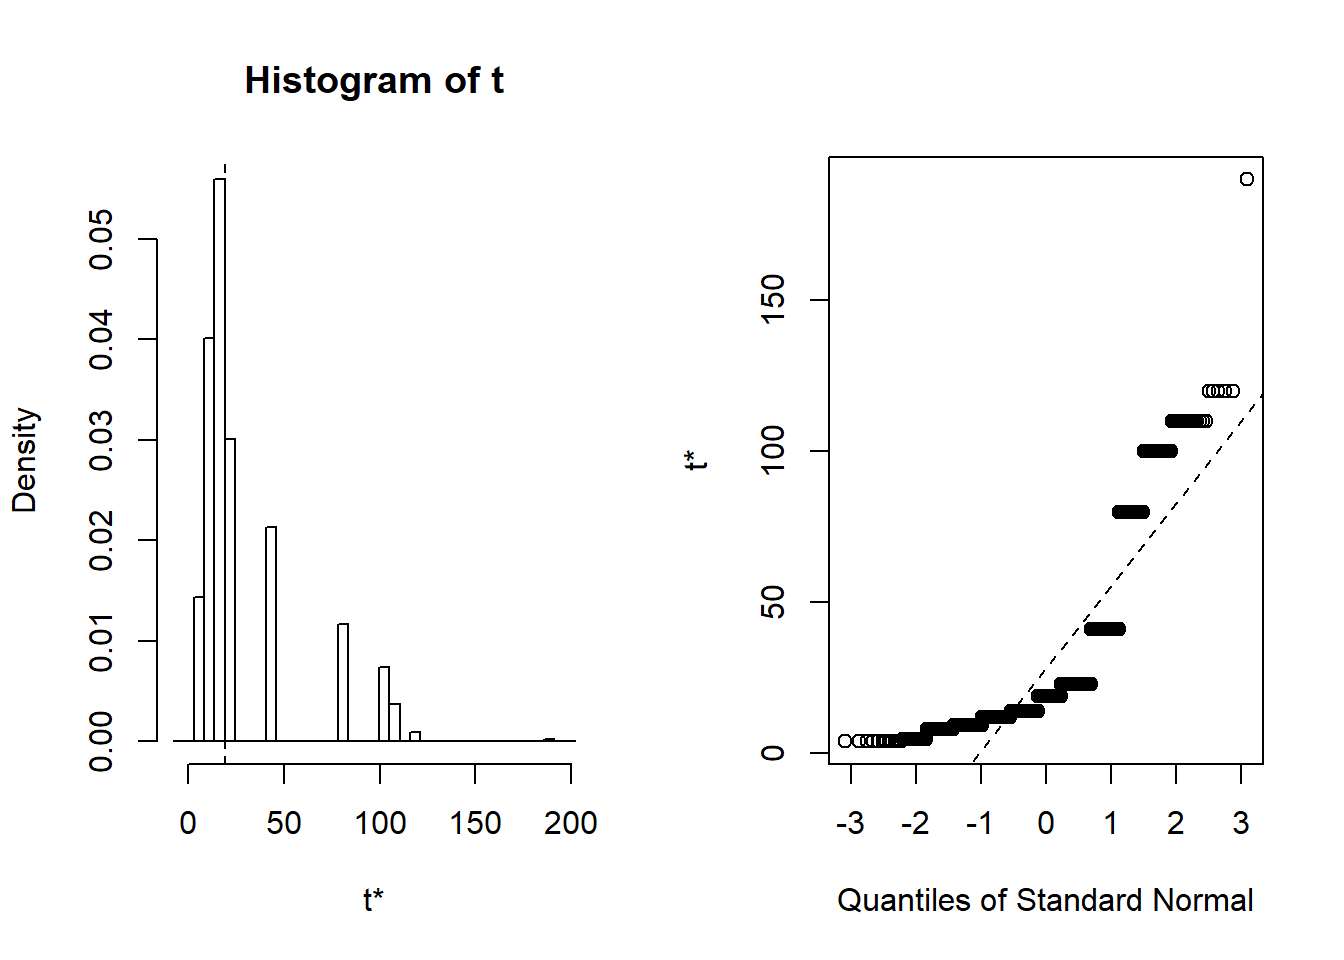 Histogram of t
Density
0.00 0.01 0.02 0.03 0.04 0.05
0 50 100 150 200
t*
t*
0 50 100 150
-3 -2 -1 0 1 2 3
Quantiles of Standard Normal